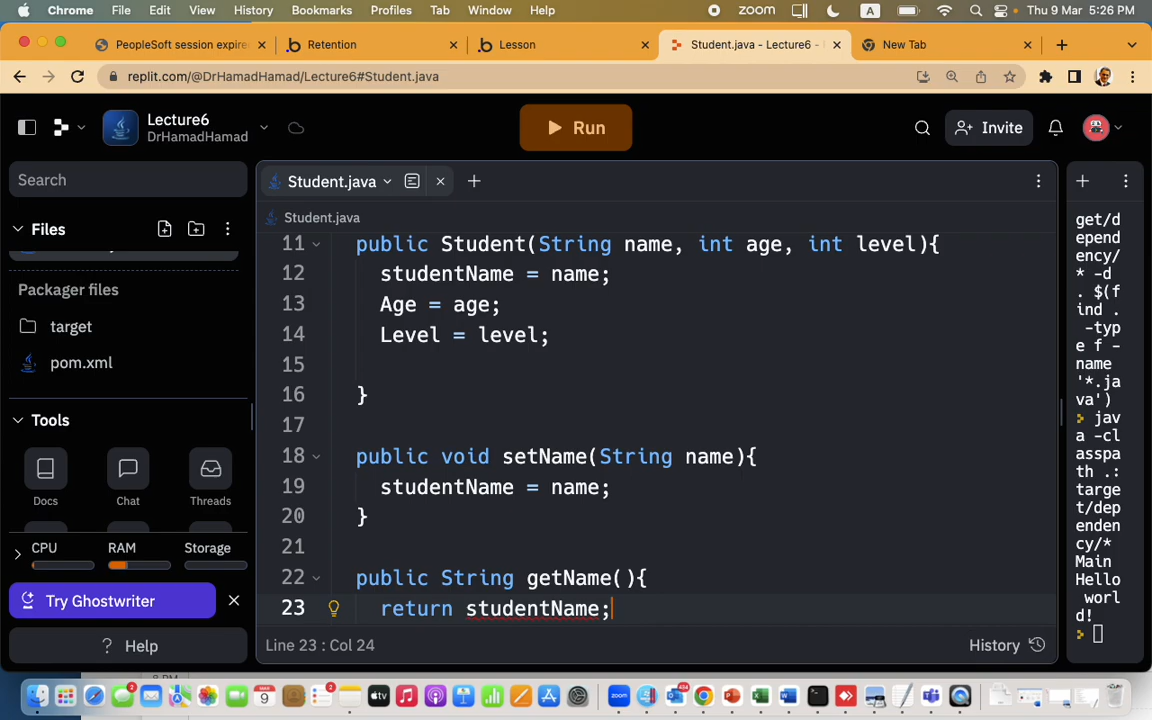 Chrome File Edit View History Bookmarks Profiles Tab Window Help zoom A Thu 9 Mar 5:26 PM
PeopleSoft session expire Retention Lesson Student.java - Lecture6 - New Tab
replit.com/@DrHamadHamad/Lecture6#Student.java
Lecture6
DrHamadHamad
Run
Invite
Search
Files
Packager files
target
pom.xml
Tools
Docs Chat Threads
CPU RAM Storage
Try Ghostwriter
? Help
Student.java
Student.java
11 public Student(String name, int age, int level){
12 studentName = name;
13 Age = age;
14 Level = level;
15
16 }
17
18 public void setName(String name){
19 studentName = name;
20 }
21
22 public String getName(){
23 return studentName;
Line 23 : Col 24
History
get/d
epend
ency/
* -d
. $(f
ind .
-typ
e f -
name
'*.ja
va')
jav
a -cl
asspa
th .:
targe
t/dep
enden
cy/*
Main
Hello
worl
d!